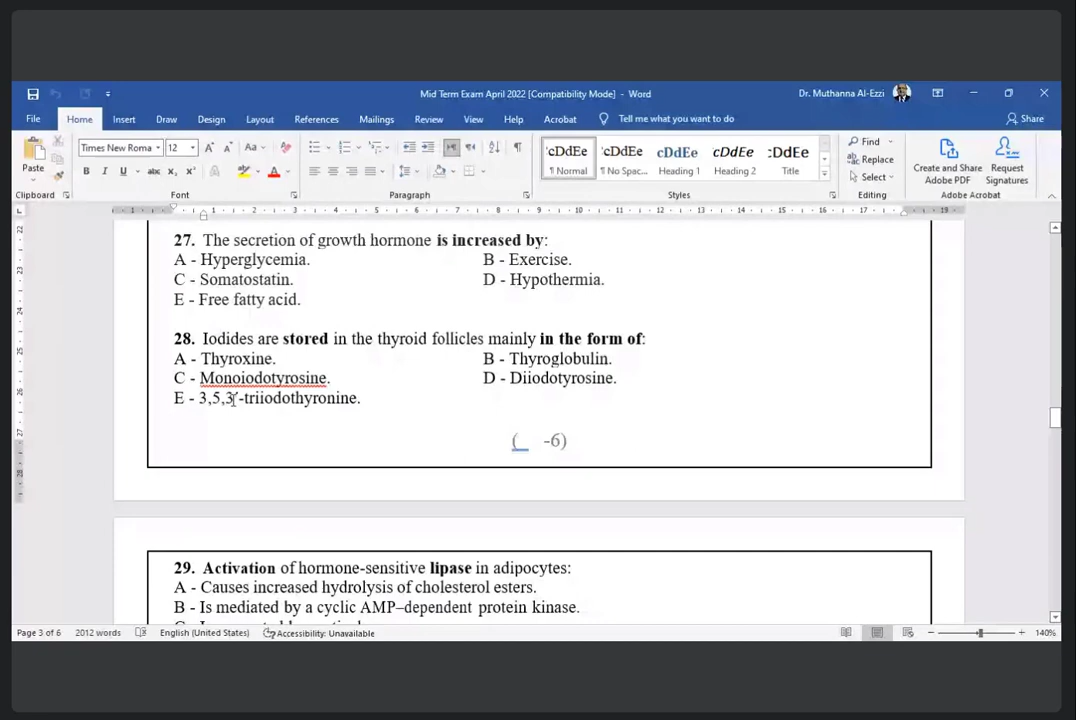 Mid Term Exam April 2022 [Compatibility Mode] - Word
Dr. Muthanna Al-Ezzi
File Home Insert Draw Design Layout References Mailings Review View Help Acrobat Tell me what you want to do Share
Paste
Times New Roma 12
cDdEe cDdEe cDdEe cDdEe :DdEe
¶ Normal ¶ No Spac... Heading 1 Heading 2 Title
Find
Replace
Select
Create and Share Adobe PDF
Request Signatures
Clipboard Font Paragraph Styles Editing Adobe Acrobat
27. The secretion of growth hormone is increased by:
A - Hyperglycemia. B - Exercise.
C - Somatostatin. D - Hypothermia.
E - Free fatty acid.
28. Iodides are stored in the thyroid follicles mainly in the form of:
A - Thyroxine. B - Thyroglobulin.
C - Monoiodotyrosine. D - Diiodotyrosine.
E - 3,5,3'-triiodothyronine.
( -6)
29. Activation of hormone-sensitive lipase in adipocytes:
A - Causes increased hydrolysis of cholesterol esters.
B - Is mediated by a cyclic AMP–dependent protein kinase.
Page 3 of 6 2012 words English (United States) Accessibility: Unavailable 140%